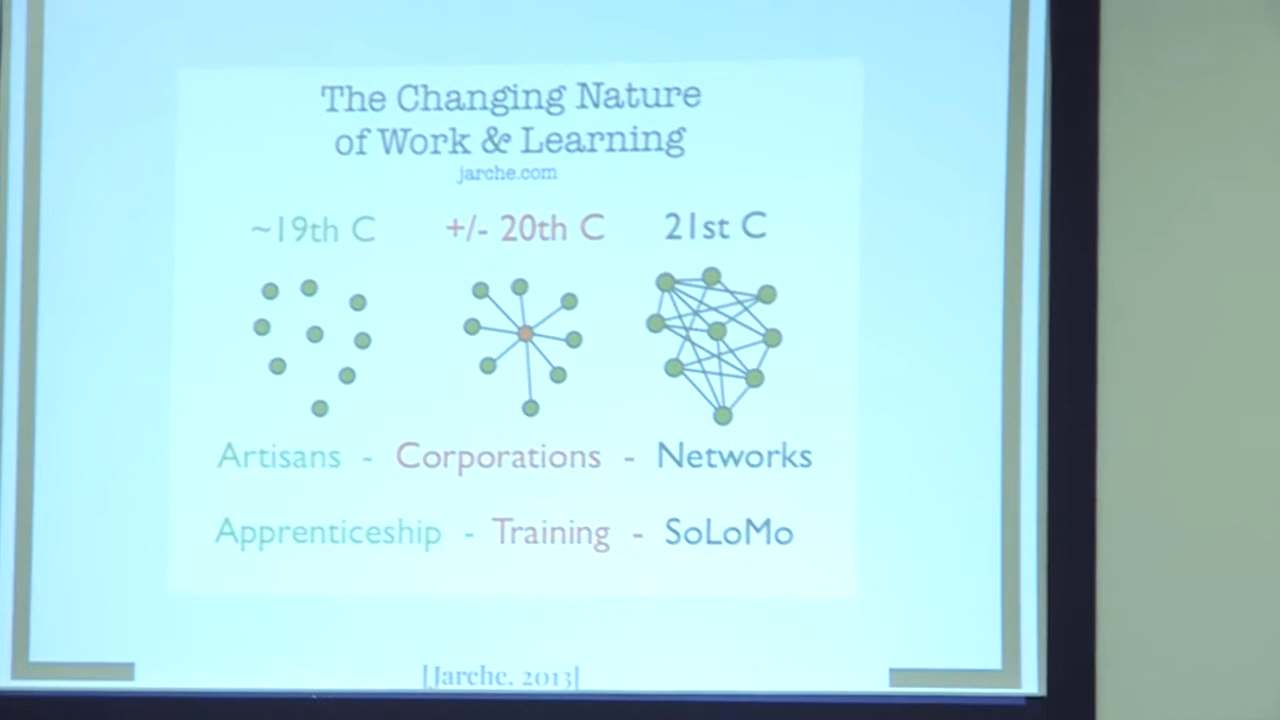 The Changing Nature
of Work & Learning
jarche.com
~19th C +/- 20th C 21st C
Artisans - Corporations - Networks
Apprenticeship - Training - SoLoMo
[Jarche, 2013]